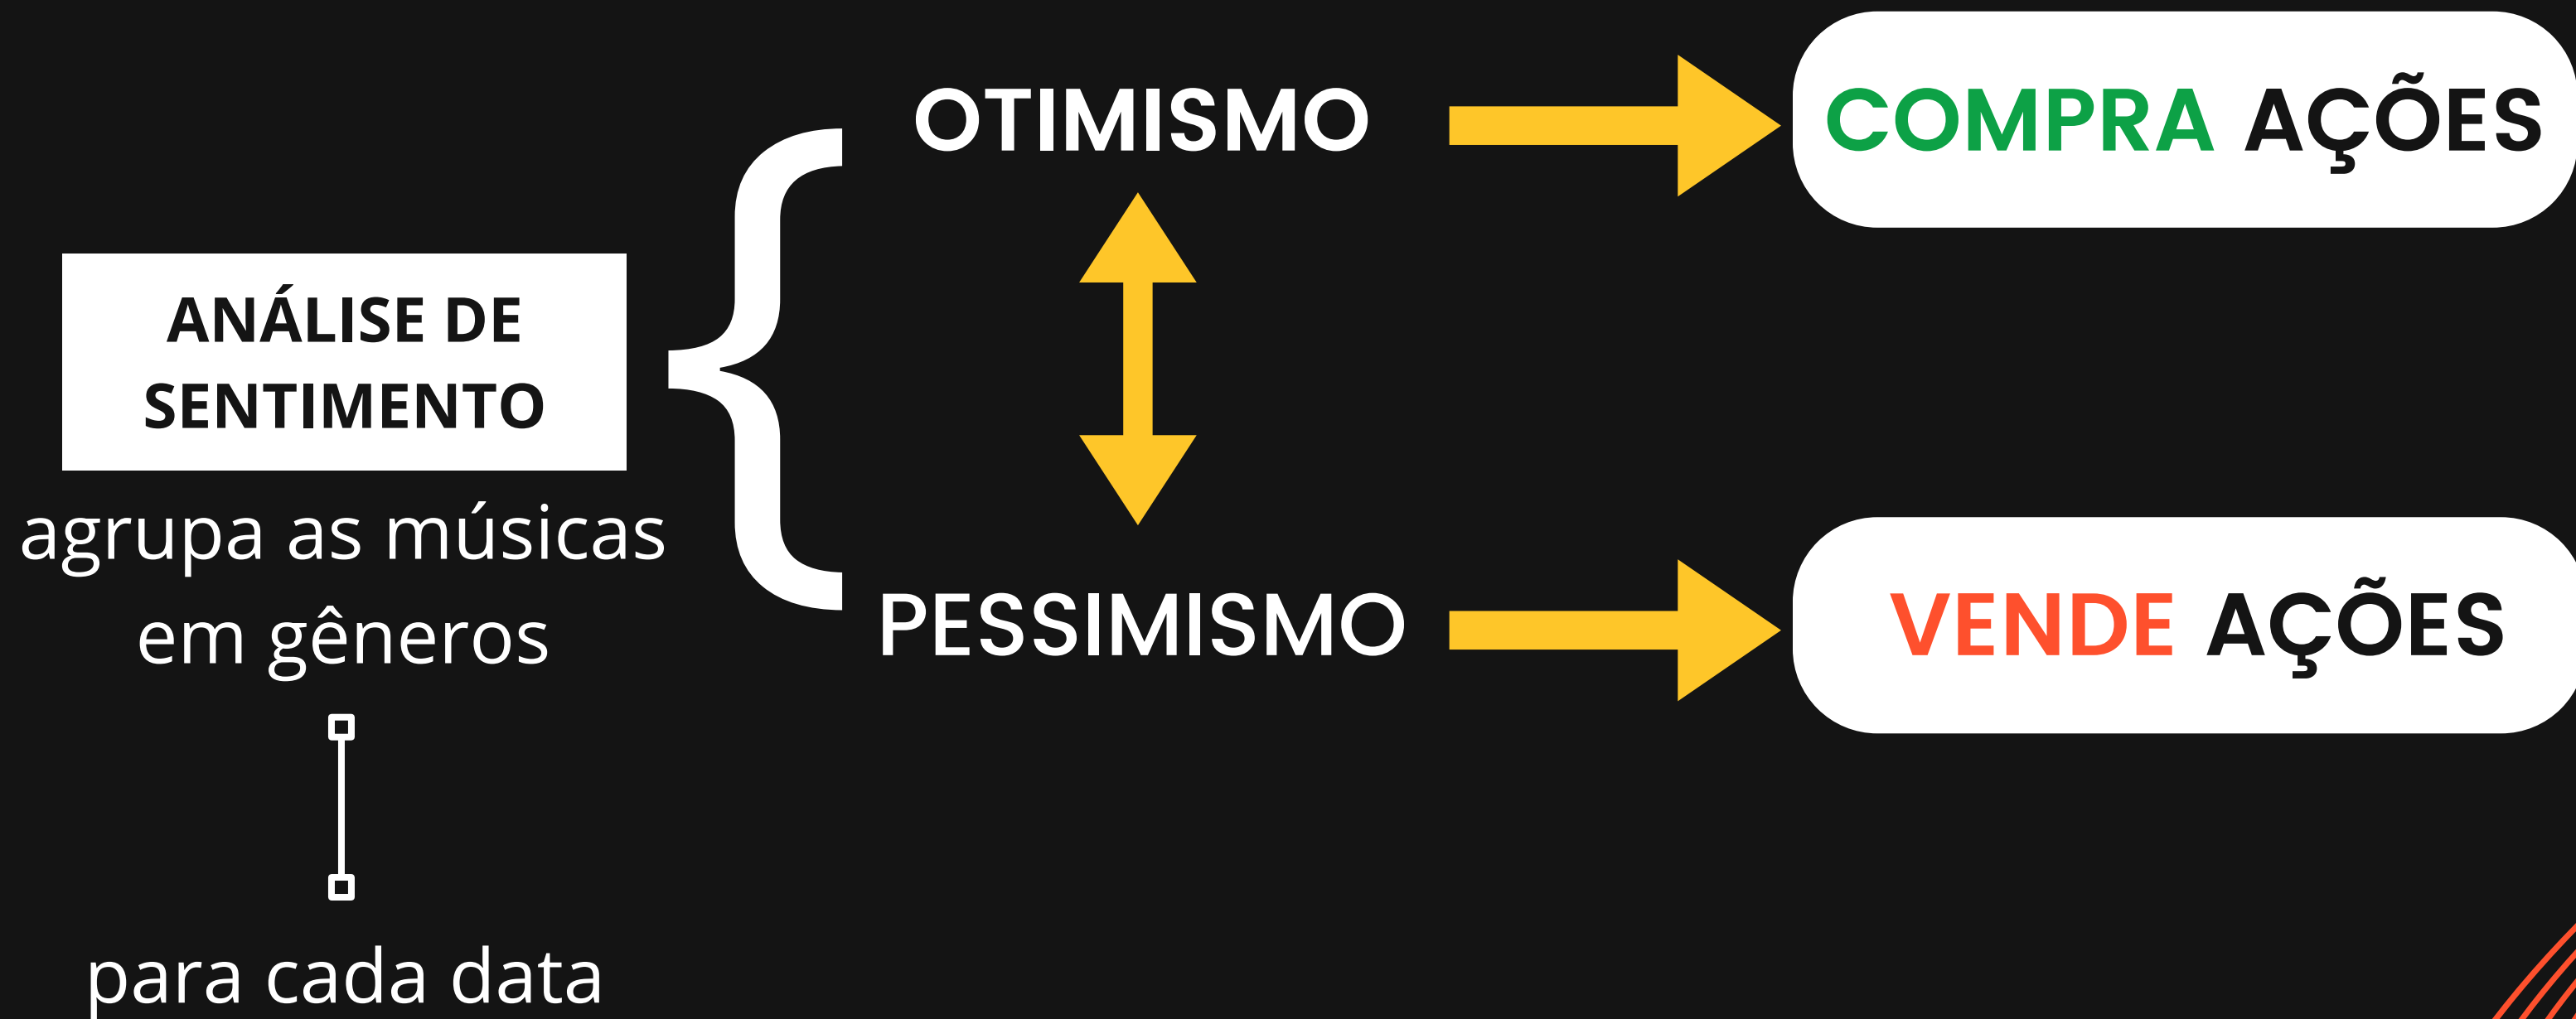 OTIMISMO
COMPRA AÇÕES
ANÁLISE DE
SENTIMENTO
agrupa as músicas
em gêneros
PESSIMISMO
VENDE AÇÕES
para cada data